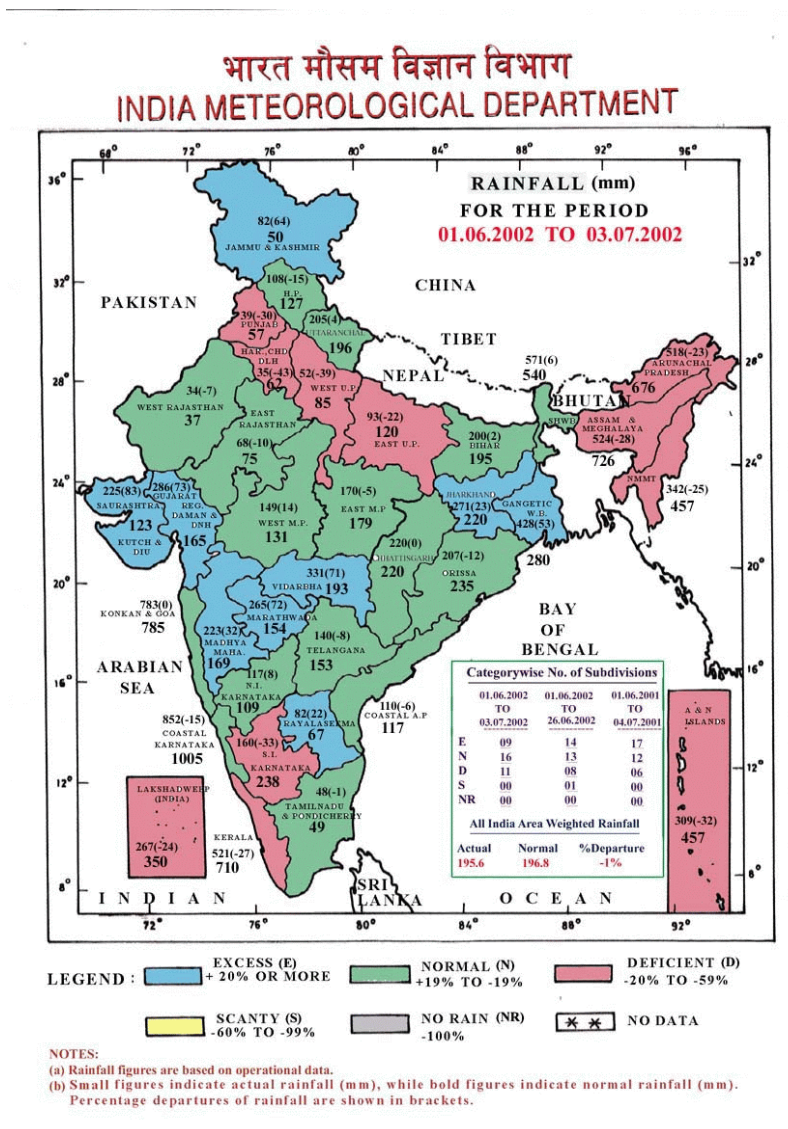 भारत मौसम विज्ञान विभाग
INDIA METEOROLOGICAL DEPARTMENT
68° 72° 76° 80° 84° 88° 92° 96°
36°
32°
28°
24°
20°
16°
12°
8°
32°
28°
24°
20°
16°
12°
8°
72° 76° 80° 84° 88° 92°
RAINFALL (mm)
FOR THE PERIOD
01.06.2002 TO 03.07.2002
CHINA
PAKISTAN
TIBET
NEPAL
BHUTAN
82(64)
50
JAMMU & KASHMIR
108(-15)
H.P.
127
39(-30)
PUNJAB
57
205(4)
UTTARANCHAL
196
HAR.,CHD
DLH
35(-43)
62
52(-39)
WEST U.P.
85
34(-7)
WEST RAJASTHAN
37
EAST
RAJASTHAN
68(-10)
75
93(-22)
120
EAST U.P.
200(2)
BIHAR
195
571(6)
540
SHWB
518(-23)
ARUNACHAL
PRADESH
676
ASSAM &
MEGHALAYA
524(-28)
726
NMMT
342(-25)
457
225(83)
SAURASHTRA
123
KUTCH &
DIU
286(73)
GUJARAT
REG.
DAMAN &
DNH
165
149(14)
WEST M.P.
131
170(-5)
EAST M.P
179
JHARKHAND
271(23)
220
GANGETIC
W.B.
428(53)
280
220(0)
CHHATTISGARH
220
207(-12)
ORISSA
235
331(71)
VIDARBHA 193
783(0)
KONKAN & GOA
785
265(72)
MARATHWADA
154
223(32)
MADHYA
MAHA.
169
140(-8)
TELANGANA
153
117(8)
N.I.
KARNATAKA
109
ARABIAN
SEA
BAY
OF
BENGAL
852(-15)
COASTAL
KARNATAKA
1005
82(22)
RAYALASEEMA
67
110(-6)
COASTAL A.P
117
160(-33)
S.I.
KARNATAKA
238
48(-1)
TAMILNADU
& PONDICHERRY
49
KERALA
521(-27)
710
LAKSHADWEEP
(INDIA)
267(-24)
350
A & N
ISLANDS
309(-32)
457
SRI
LANKA
INDIAN OCEAN
Categorywise No. of Subdivisions
01.06.2002 01.06.2002 01.06.2001
TO TO TO
03.07.2002 26.06.2002 04.07.2001
E 09 14 17
N 16 13 12
D 11 08 06
S 00 01 00
NR 00 00 00
All India Area Weighted Rainfall
Actual Normal %Departure
195.6 196.8 -1%
LEGEND :
EXCESS (E)
+ 20% OR MORE
NORMAL (N)
+19% TO -19%
DEFICIENT (D)
-20% TO -59%
SCANTY (S)
-60% TO -99%
NO RAIN (NR)
-100%
* * NO DATA
NOTES:
(a) Rainfall figures are based on operational data.
(b) Small figures indicate actual rainfall (mm), while bold figures indicate normal rainfall (mm).
Percentage departures of rainfall are shown in brackets.